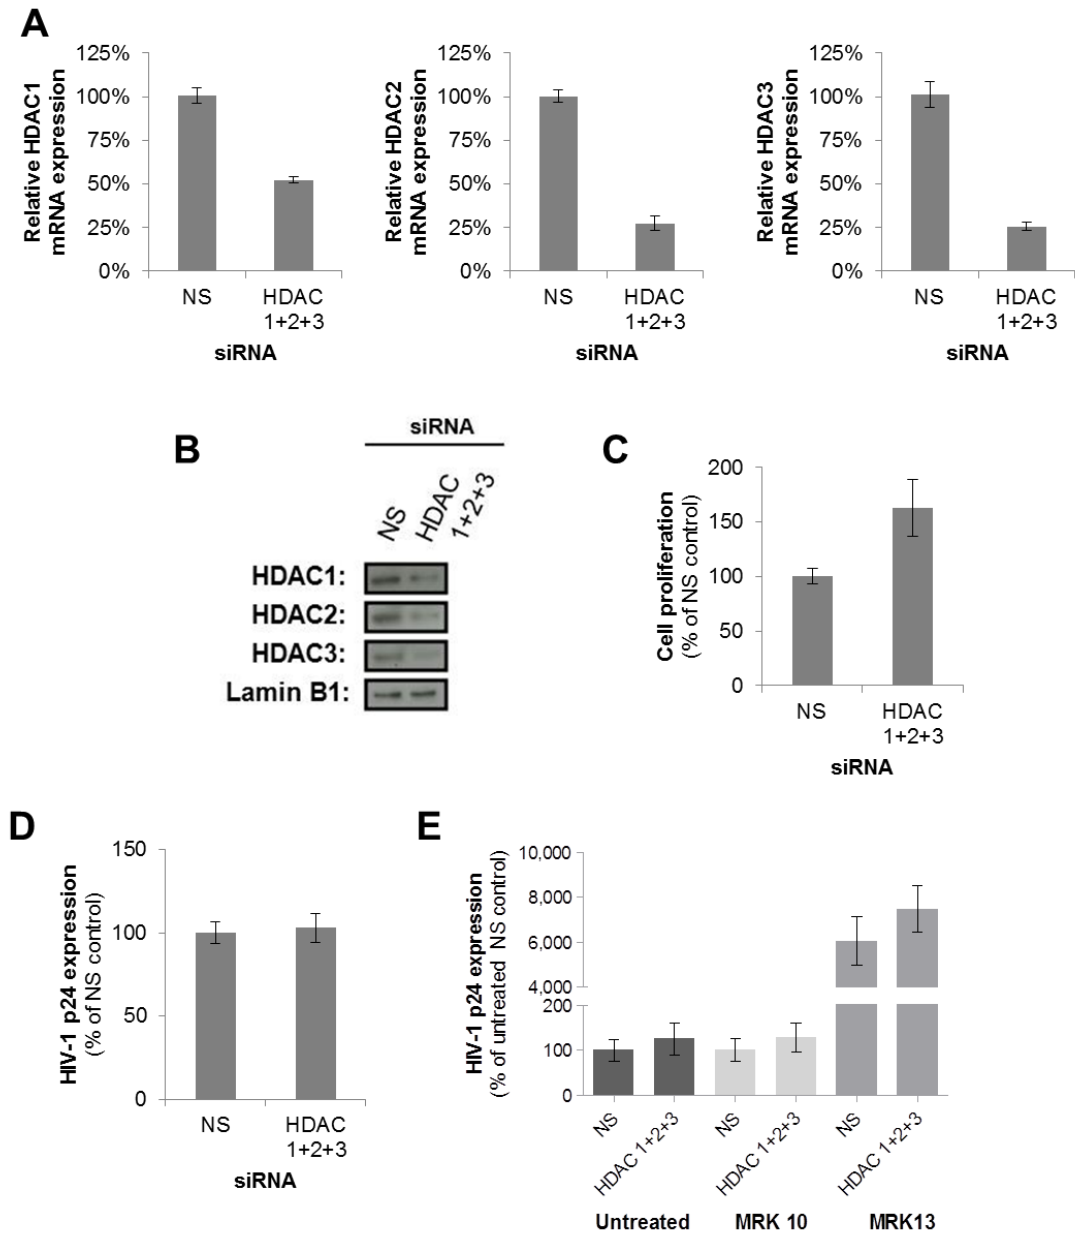 A
Relative HDAC1
mRNA expression
125%
100%
75%
50%
25%
0%
NS
HDAC
1+2+3
siRNA
Relative HDAC2
mRNA expression
125%
100%
75%
50%
25%
0%
NS
HDAC
1+2+3
siRNA
Relative HDAC3
mRNA expression
125%
100%
75%
50%
25%
0%
NS
HDAC
1+2+3
siRNA
B
siRNA
NS
HDAC
1+2+3
HDAC1:
HDAC2:
HDAC3:
Lamin B1:
C
Cell proliferation
(% of NS control)
200
150
100
50
0
NS
HDAC
1+2+3
siRNA
D
HIV-1 p24 expression
(% of NS control)
150
100
50
0
NS
HDAC
1+2+3
siRNA
E
HIV-1 p24 expression
(% of untreated NS control)
10,000
8,000
6,000
4,000
200
100
0
NS
HDAC 1+2+3
NS
HDAC 1+2+3
NS
HDAC 1+2+3
Untreated
MRK 10
MRK13